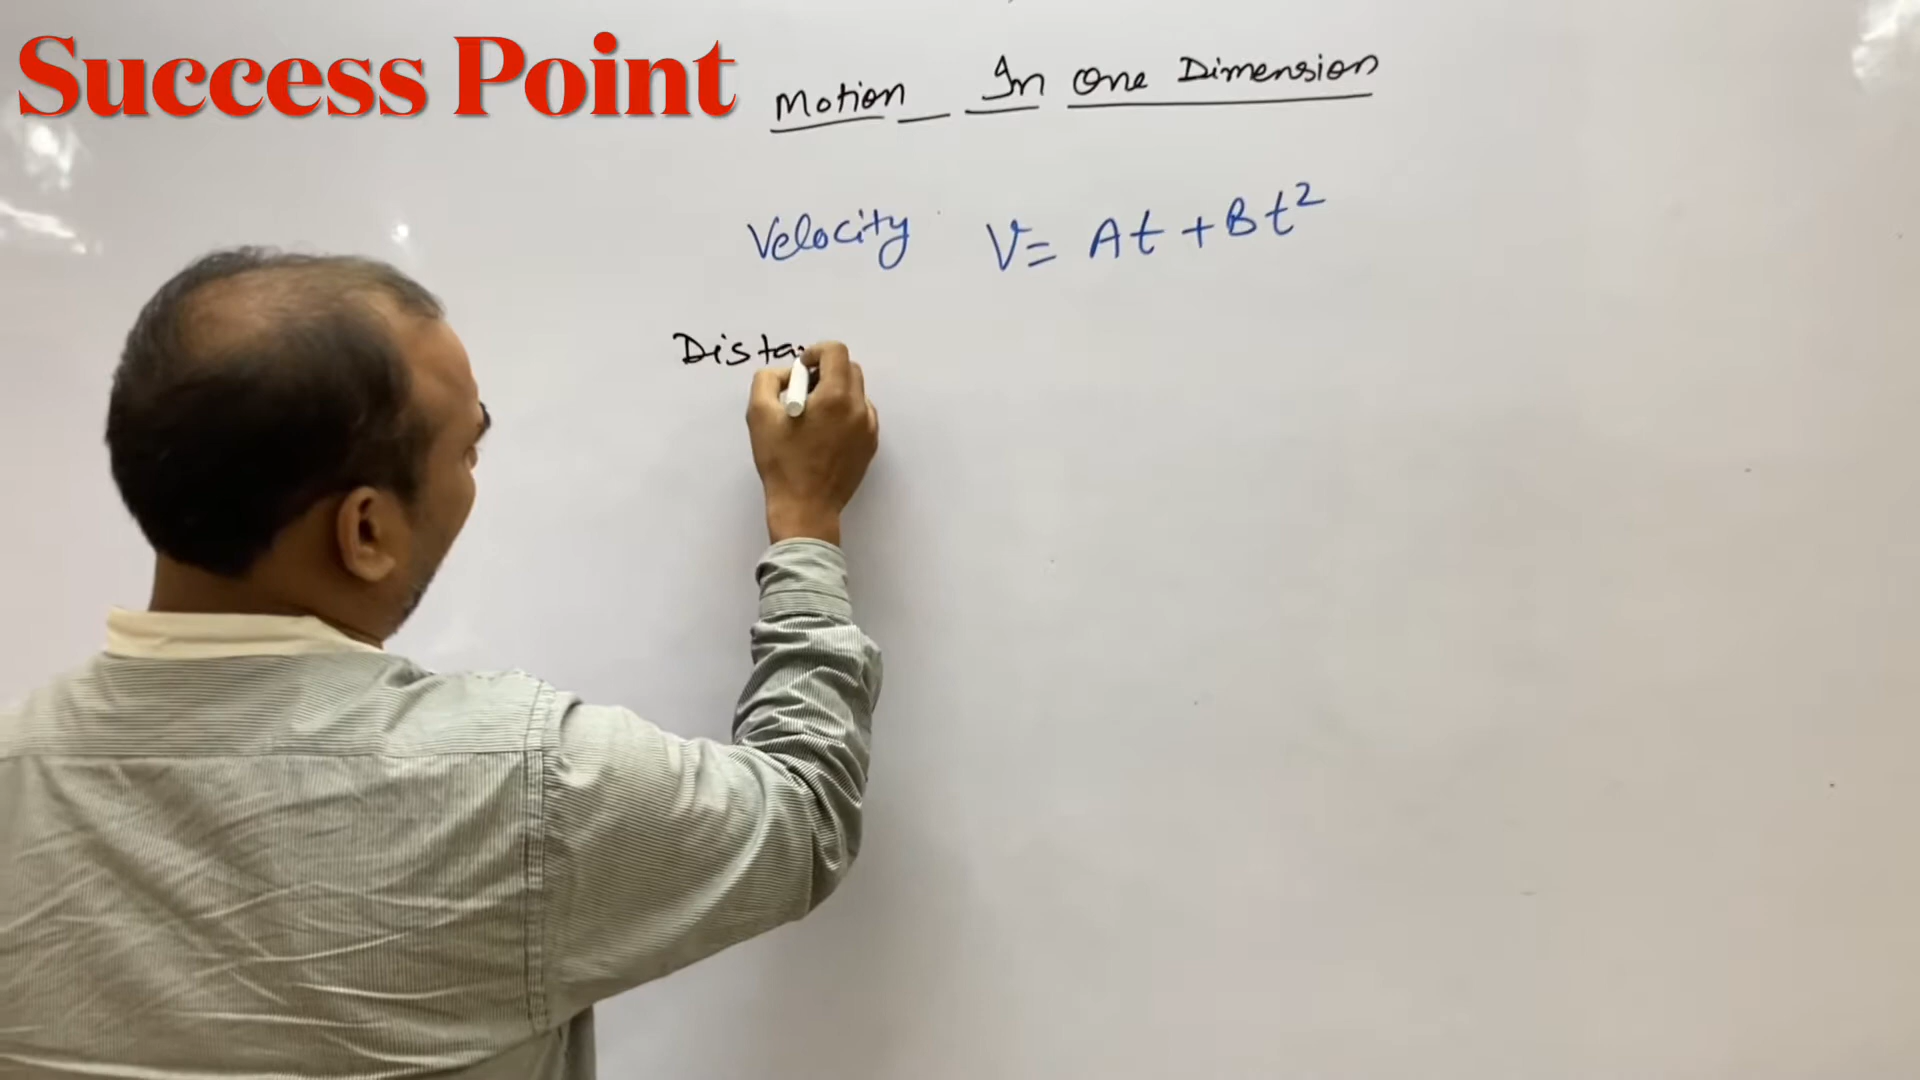 Success Point
Motion In One Dimension
Velocity V = At + Bt²
Dista